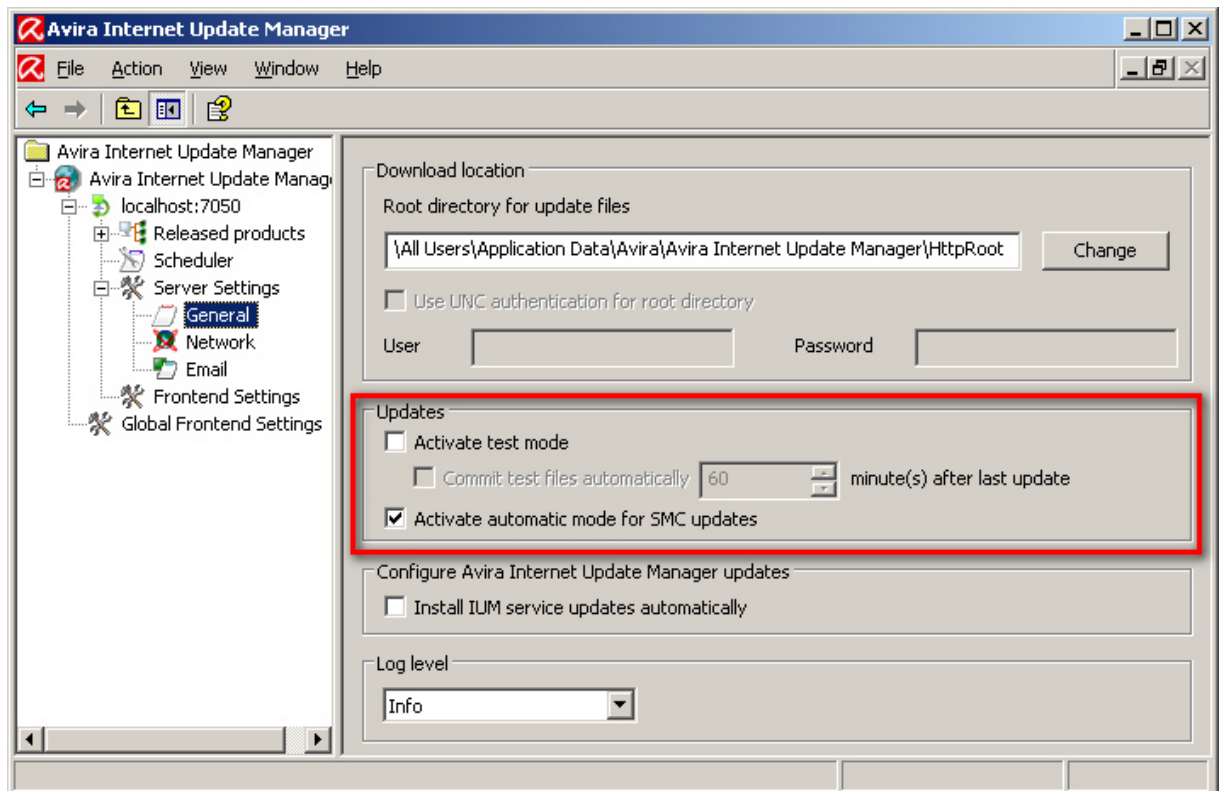 Avira Internet Update Manager
File Action View Window Help
Avira Internet Update Manager
Avira Internet Update Manag
localhost:7050
Released products
Scheduler
Server Settings
General
Network
Email
Frontend Settings
Global Frontend Settings
Download location
Root directory for update files
\All Users\Application Data\Avira\Avira Internet Update Manager\HttpRoot Change
Use UNC authentication for root directory
User Password
Updates
Activate test mode
Commit test files automatically 60 minute(s) after last update
Activate automatic mode for SMC updates
Configure Avira Internet Update Manager updates
Install IUM service updates automatically
Log level
Info